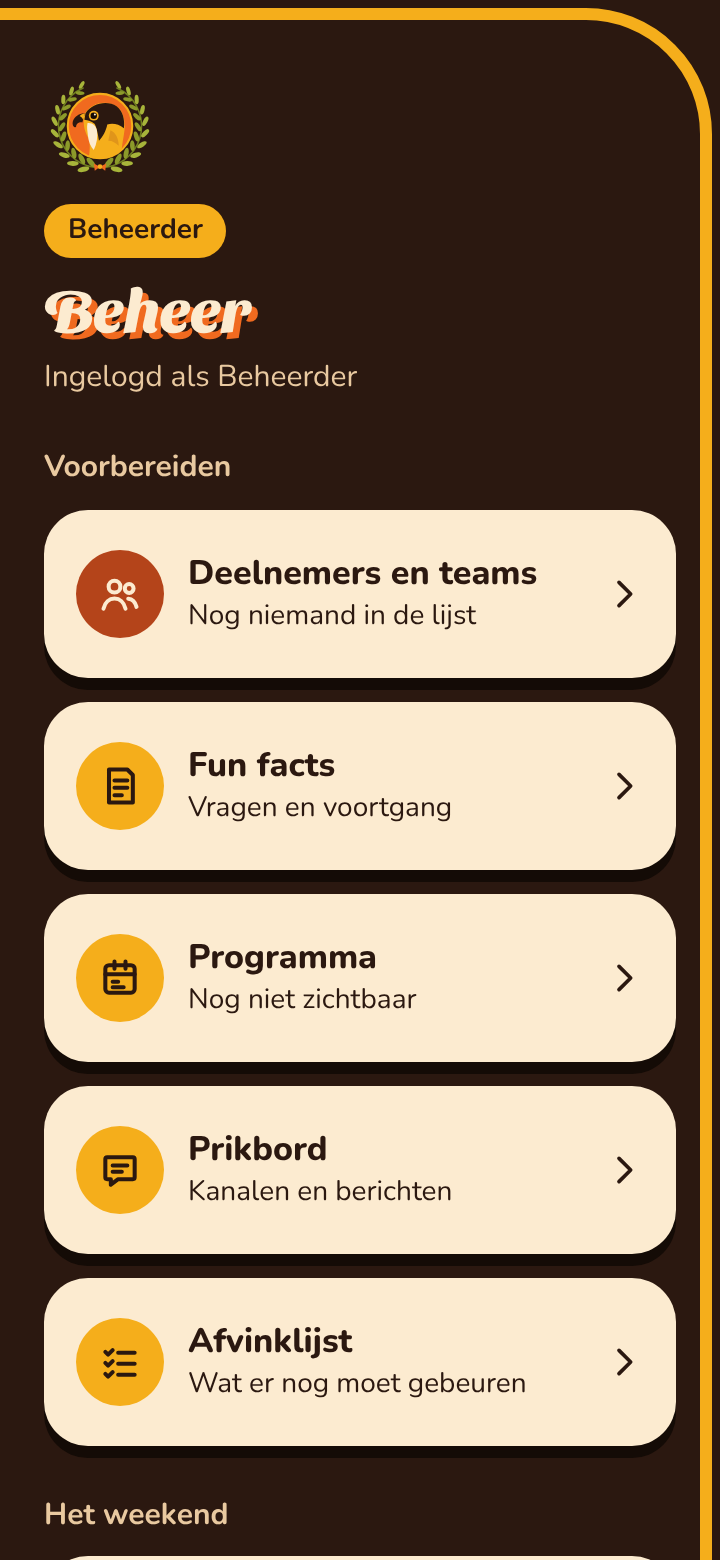 Beheerder
Beheer
Ingelogd als Beheerder
Voorbereiden
Deelnemers en teams
Nog niemand in de lijst
Fun facts
Vragen en voortgang
Programma
Nog niet zichtbaar
Prikbord
Kanalen en berichten
Afvinklijst
Wat er nog moet gebeuren
Het weekend